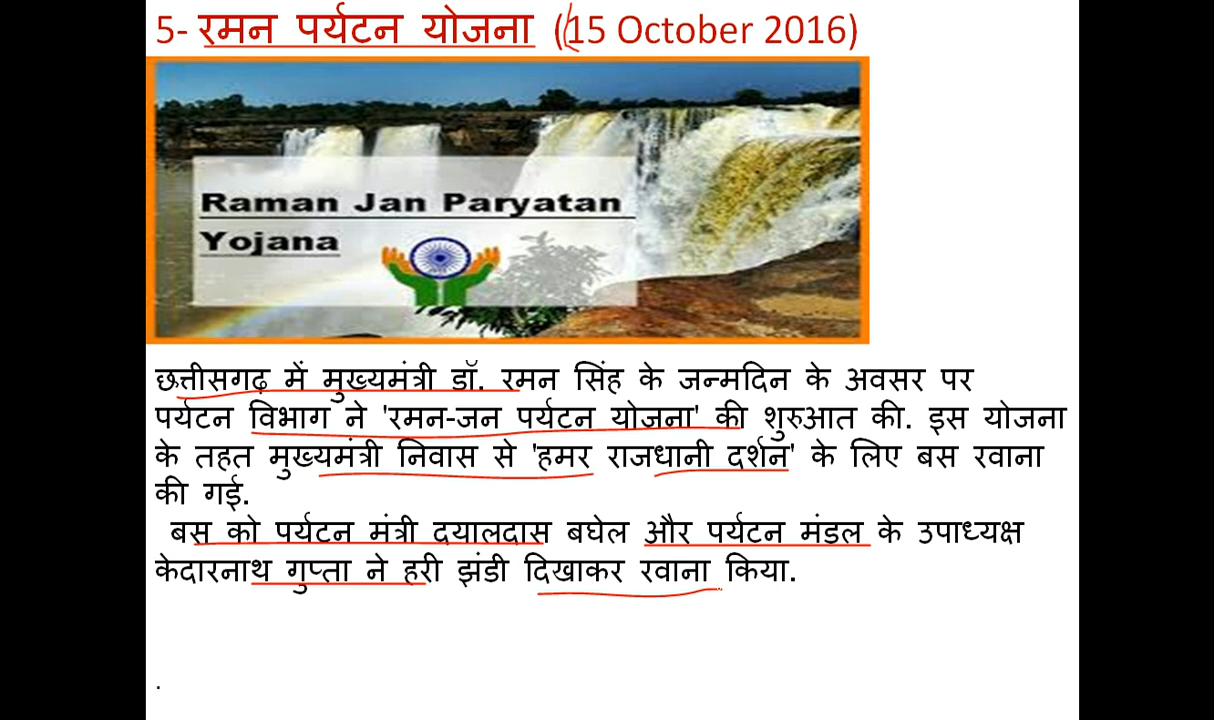 5- रमन पर्यटन योजना (15 October 2016)
Raman Jan Paryatan
Yojana
छत्तीसगढ़ में मुख्यमंत्री डॉ. रमन सिंह के जन्मदिन के अवसर पर
पर्यटन विभाग ने 'रमन-जन पर्यटन योजना' की शुरुआत की. इस योजना
के तहत मुख्यमंत्री निवास से 'हमर राजधानी दर्शन' के लिए बस रवाना
की गई.
बस को पर्यटन मंत्री दयालदास बघेल और पर्यटन मंडल के उपाध्यक्ष
केदारनाथ गुप्ता ने हरी झंडी दिखाकर रवाना किया.
.